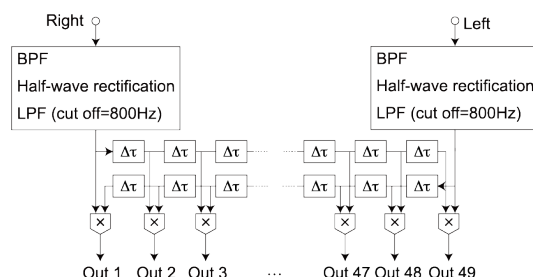 Right
Left
BPF
Half-wave rectification
LPF (cut off=800Hz)
BPF
Half-wave rectification
LPF (cut off=800Hz)
Δτ Δτ Δτ Δτ Δτ Δτ
Δτ Δτ Δτ Δτ Δτ Δτ
× × × × × ×
Out 1 Out 2 Out 3 ... Out 47 Out 48 Out 49